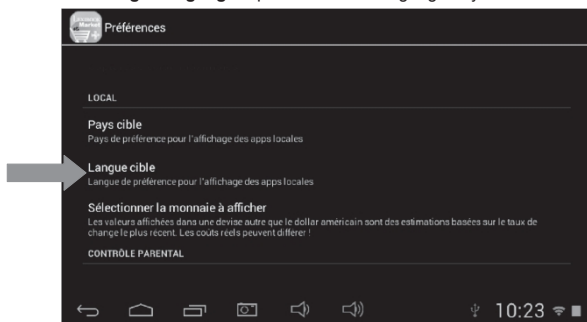 Préférences
LOCAL
Pays cible
Pays de préférence pour l'affichage des apps locales
Langue cible
Langue de préférence pour l'affichage des apps locales
Sélectionner la monnaie à afficher
Les valeurs affichées dans une devise autre que le dollar américain sont des estimations basées sur le taux de
change le plus récent. Les coûts réels peuvent différer !
CONTRÔLE PARENTAL
10:23